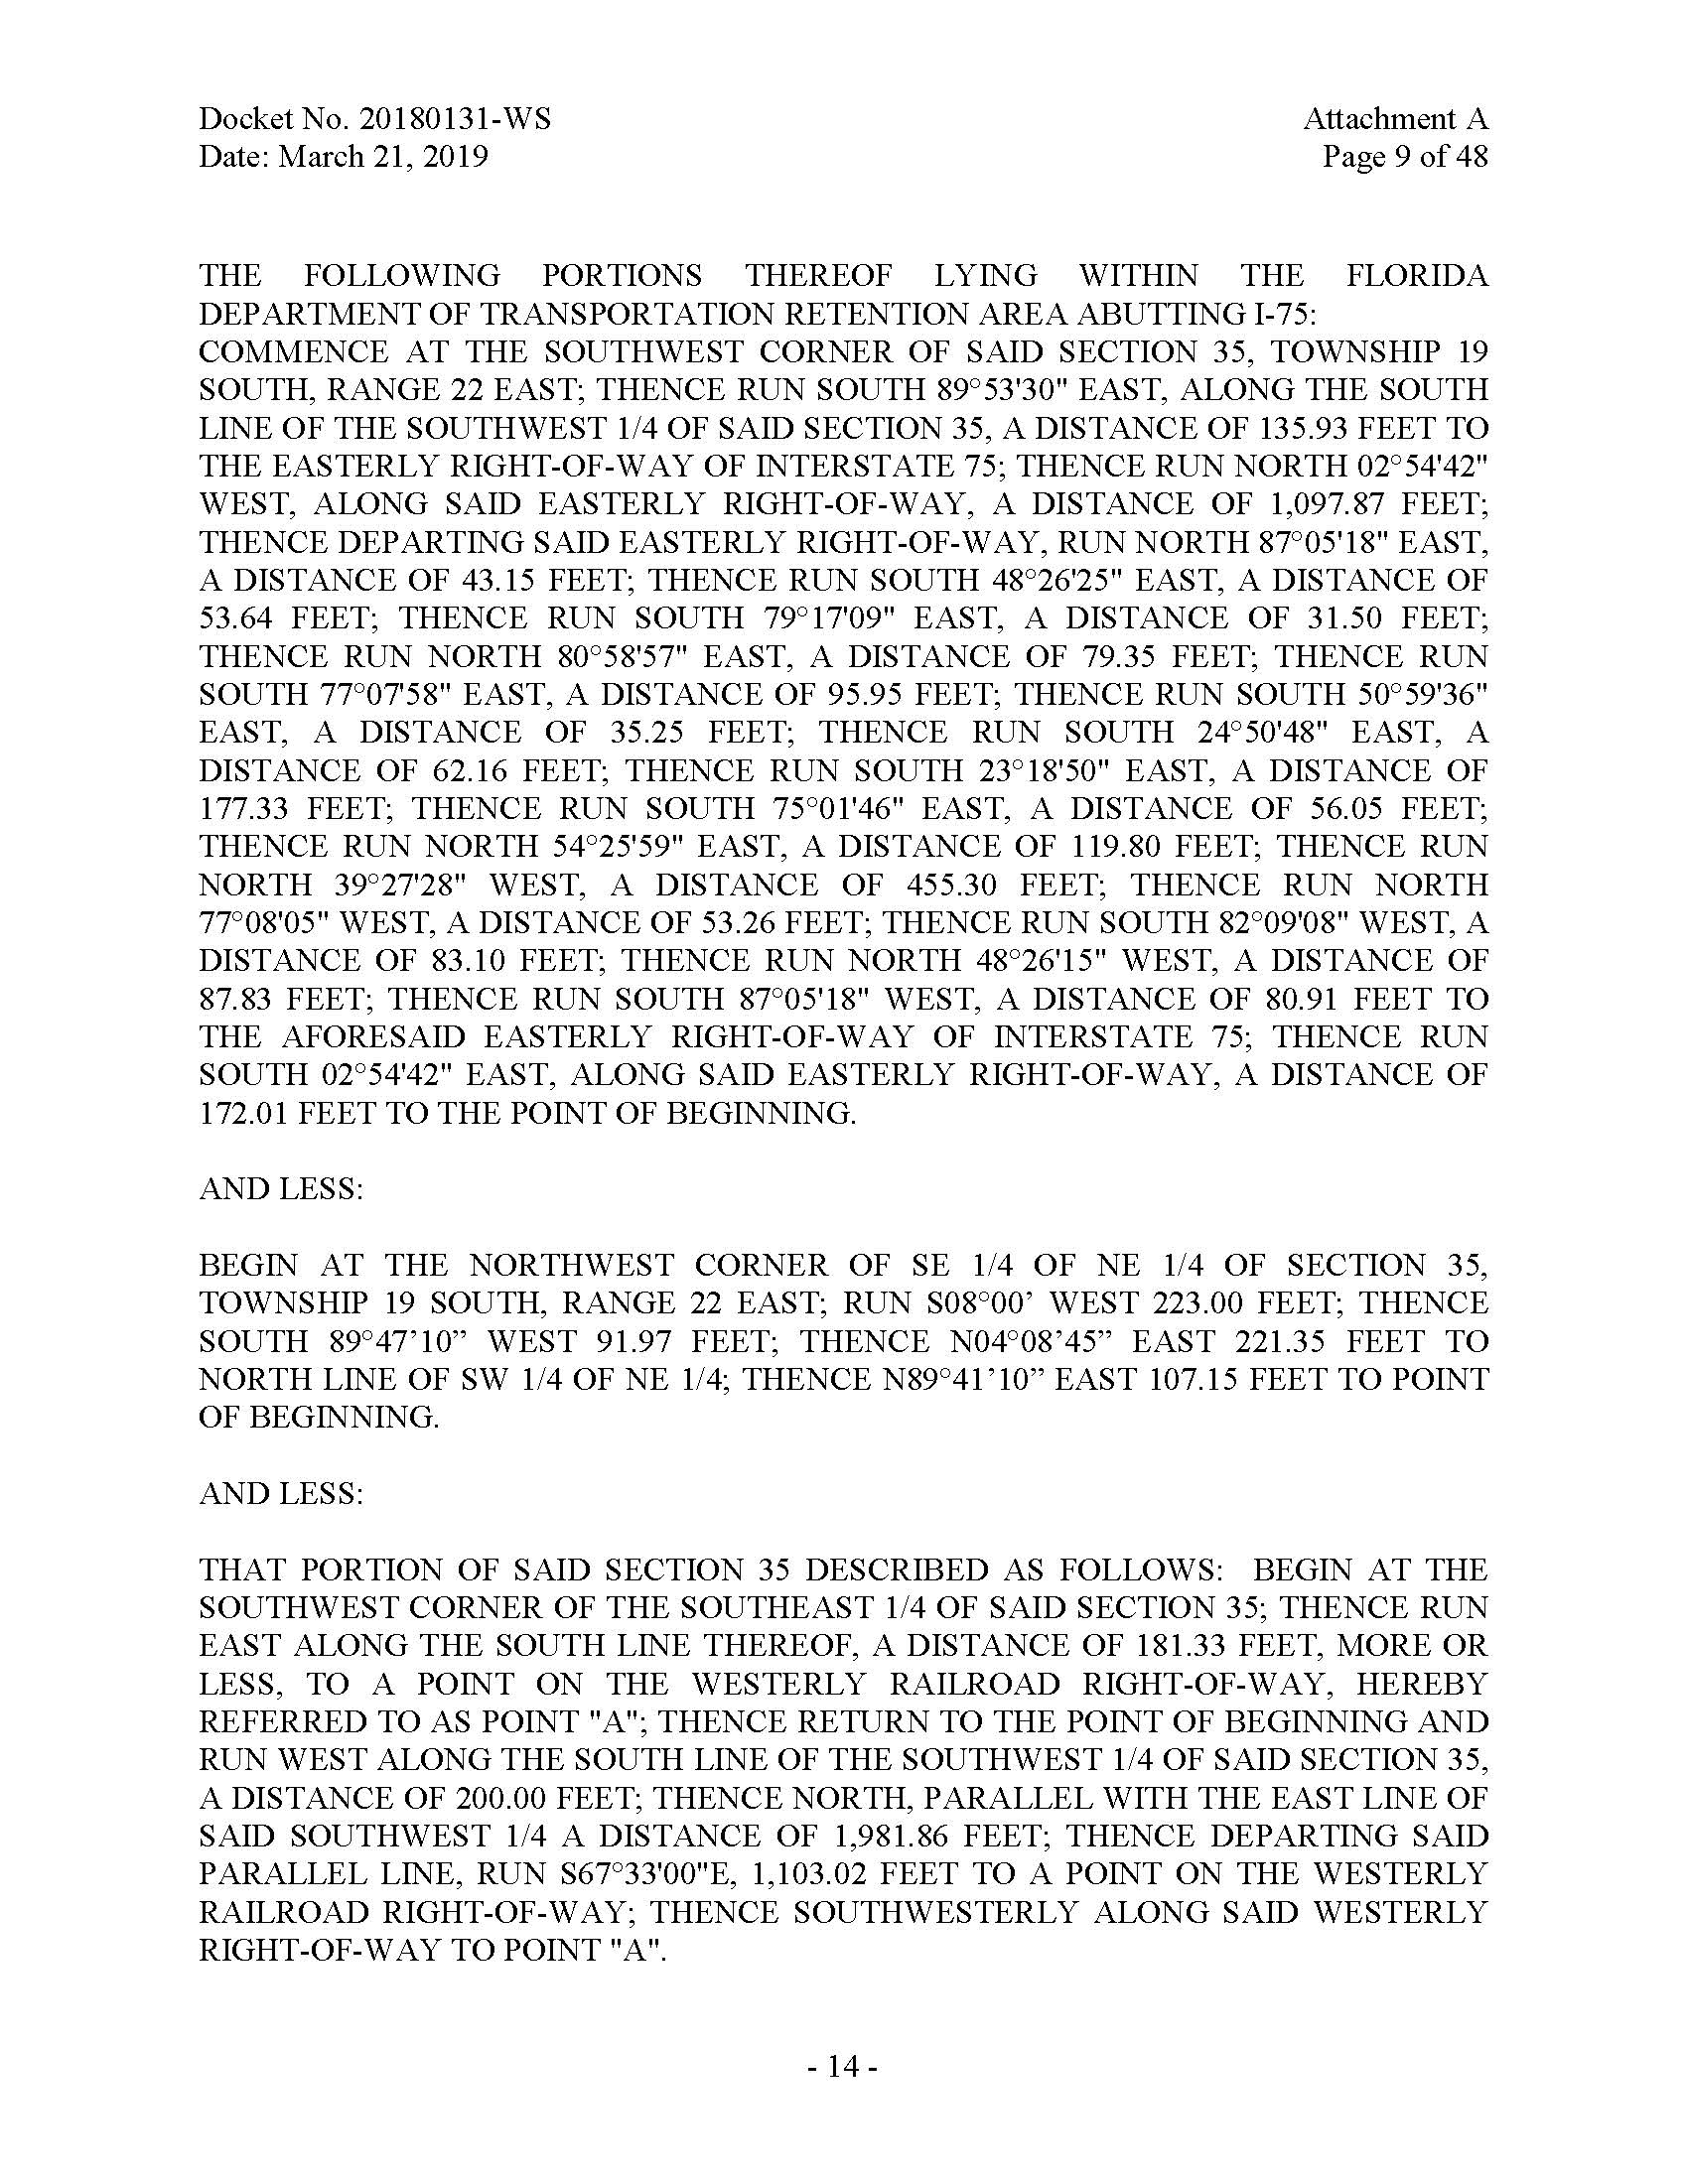 Docket No. 20180131-WS
Attachment A
Date: March 21, 2019
Page 9 of 48
THE FOLLOWING PORTIONS THEREOF LYING WITHIN THE FLORIDA
DEPARTMENT OF TRANSPORTATION RETENTION AREA ABUTTING I-75:
COMMENCE AT THE SOUTHWEST CORNER OF SAID SECTION 35, TOWNSHIP 19
SOUTH, RANGE 22 EAST; THENCE RUN SOUTH 89°53'30" EAST, ALONG THE SOUTH
LINE OF THE SOUTHWEST 1/4 OF SAID SECTION 35, A DISTANCE OF 135.93 FEET TO
THE EASTERLY RIGHT-OF-WAY OF INTERSTATE 75; THENCE RUN NORTH 02°54'42"
WEST, ALONG SAID EASTERLY RIGHT-OF-WAY, A DISTANCE OF 1,097.87 FEET;
THENCE DEPARTING SAID EASTERLY RIGHT-OF-WAY, RUN NORTH 87°05'18" EAST,
A DISTANCE OF 43.15 FEET; THENCE RUN SOUTH 48°26'25" EAST, A DISTANCE OF
53.64 FEET; THENCE RUN SOUTH 79°17'09" EAST, A DISTANCE OF 31.50 FEET;
THENCE RUN NORTH 80°58'57" EAST, A DISTANCE OF 79.35 FEET; THENCE RUN
SOUTH 77°07'58" EAST, A DISTANCE OF 95.95 FEET; THENCE RUN SOUTH 50°59'36"
EAST, A DISTANCE OF 35.25 FEET; THENCE RUN SOUTH 24°50'48" EAST, A
DISTANCE OF 62.16 FEET; THENCE RUN SOUTH 23°18'50" EAST, A DISTANCE OF
177.33 FEET; THENCE RUN SOUTH 75°01'46" EAST, A DISTANCE OF 56.05 FEET;
THENCE RUN NORTH 54°25'59" EAST, A DISTANCE OF 119.80 FEET; THENCE RUN
NORTH 39°27'28" WEST, A DISTANCE OF 455.30 FEET; THENCE RUN NORTH
77°08'05" WEST, A DISTANCE OF 53.26 FEET; THENCE RUN SOUTH 82°09'08" WEST, A
DISTANCE OF 83.10 FEET; THENCE RUN NORTH 48°26'15" WEST, A DISTANCE OF
87.83 FEET; THENCE RUN SOUTH 87°05'18" WEST, A DISTANCE OF 80.91 FEET TO
THE AFORESAID EASTERLY RIGHT-OF-WAY OF INTERSTATE 75; THENCE RUN
SOUTH 02°54'42" EAST, ALONG SAID EASTERLY RIGHT-OF-WAY, A DISTANCE OF
172.01 FEET TO THE POINT OF BEGINNING.
AND LESS:
BEGIN AT THE NORTHWEST CORNER OF SE 1/4 OF NE 1/4 OF SECTION 35,
TOWNSHIP 19 SOUTH, RANGE 22 EAST; RUN S08°00’ WEST 223.00 FEET; THENCE
SOUTH 89°47’10” WEST 91.97 FEET; THENCE N04°08’45” EAST 221.35 FEET TO
NORTH LINE OF SW 1/4 OF NE 1/4; THENCE N89°41’10” EAST 107.15 FEET TO POINT
OF BEGINNING.
AND LESS:
THAT PORTION OF SAID SECTION 35 DESCRIBED AS FOLLOWS: BEGIN AT THE
SOUTHWEST CORNER OF THE SOUTHEAST 1/4 OF SAID SECTION 35; THENCE RUN
EAST ALONG THE SOUTH LINE THEREOF, A DISTANCE OF 181.33 FEET, MORE OR
LESS, TO A POINT ON THE WESTERLY RAILROAD RIGHT-OF-WAY, HEREBY
REFERRED TO AS POINT "A"; THENCE RETURN TO THE POINT OF BEGINNING AND
RUN WEST ALONG THE SOUTH LINE OF THE SOUTHWEST 1/4 OF SAID SECTION 35,
A DISTANCE OF 200.00 FEET; THENCE NORTH, PARALLEL WITH THE EAST LINE OF
SAID SOUTHWEST 1/4 A DISTANCE OF 1,981.86 FEET; THENCE DEPARTING SAID
PARALLEL LINE, RUN S67°33'00"E, 1,103.02 FEET TO A POINT ON THE WESTERLY
RAILROAD RIGHT-OF-WAY; THENCE SOUTHWESTERLY ALONG SAID WESTERLY
RIGHT-OF-WAY TO POINT "A".
- 14 -